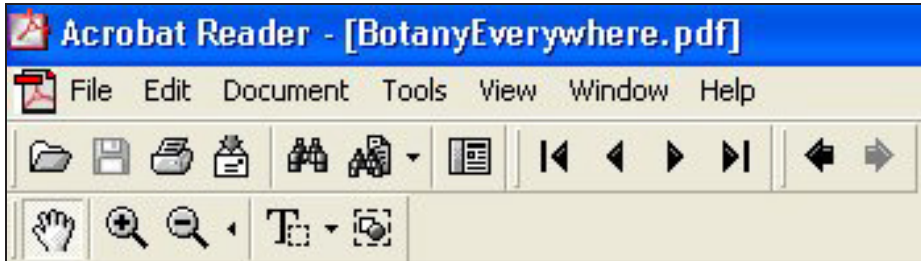 Acrobat Reader - [BotanyEverywhere.pdf]
File Edit Document Tools View Window Help
T